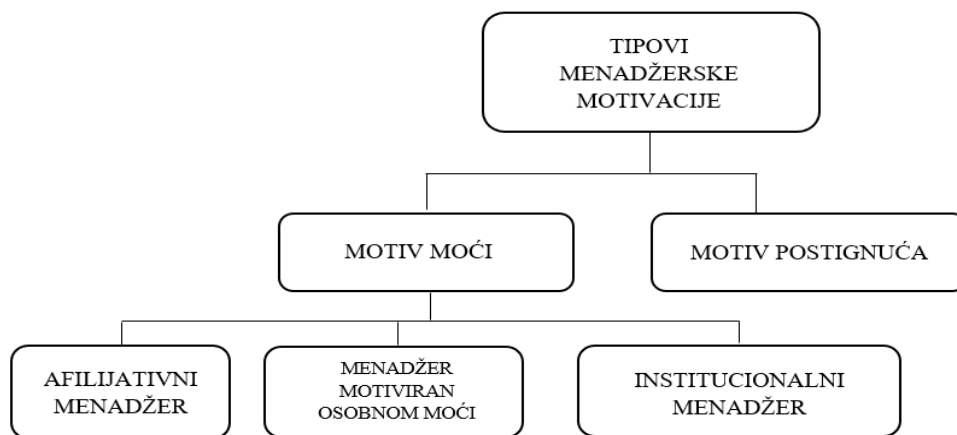 TIPOVI
MENADŽERSKE
MOTIVACIJE
MOTIV MOĆI
MOTIV POSTIGNUĆA
AFILIJATIVNI
MENADŽER
MENADŽER
MOTIVIRAN
OSOBNOM MOĆI
INSTITUCIONALNI
MENADŽER